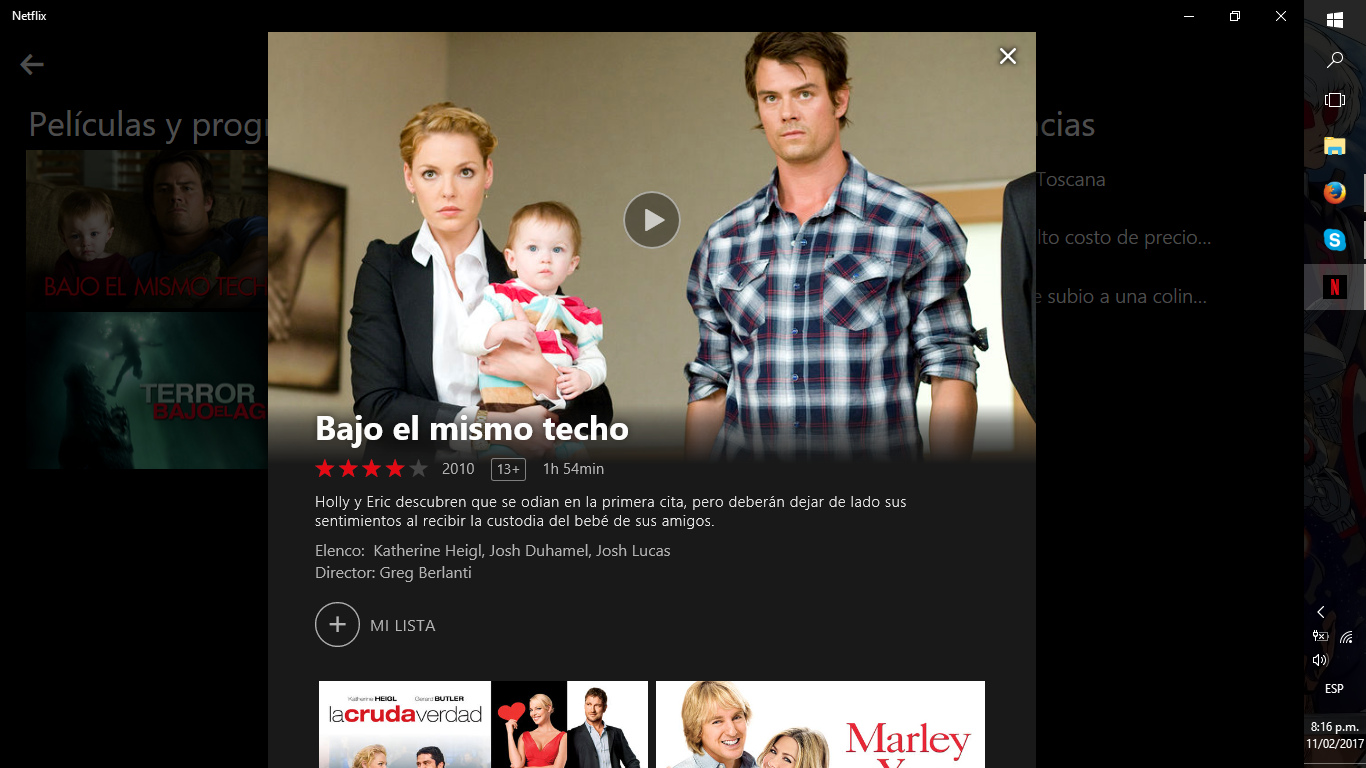 Netflix
Películas y progr
cias
BAJO EL MISMO TECH
TERROR
BAJO EL AG
Toscana
lto costo de precio...
e subio a una colin...
Bajo el mismo techo
2010 13+ 1h 54min
Holly y Eric descubren que se odian en la primera cita, pero deberán dejar de lado sus
sentimientos al recibir la custodia del bebé de sus amigos.
Elenco: Katherine Heigl, Josh Duhamel, Josh Lucas
Director: Greg Berlanti
MI LISTA
Katherine HEIGL Gerard BUTLER
lacrudaverdad
Marley
ESP
8:16 p.m.
11/02/2017